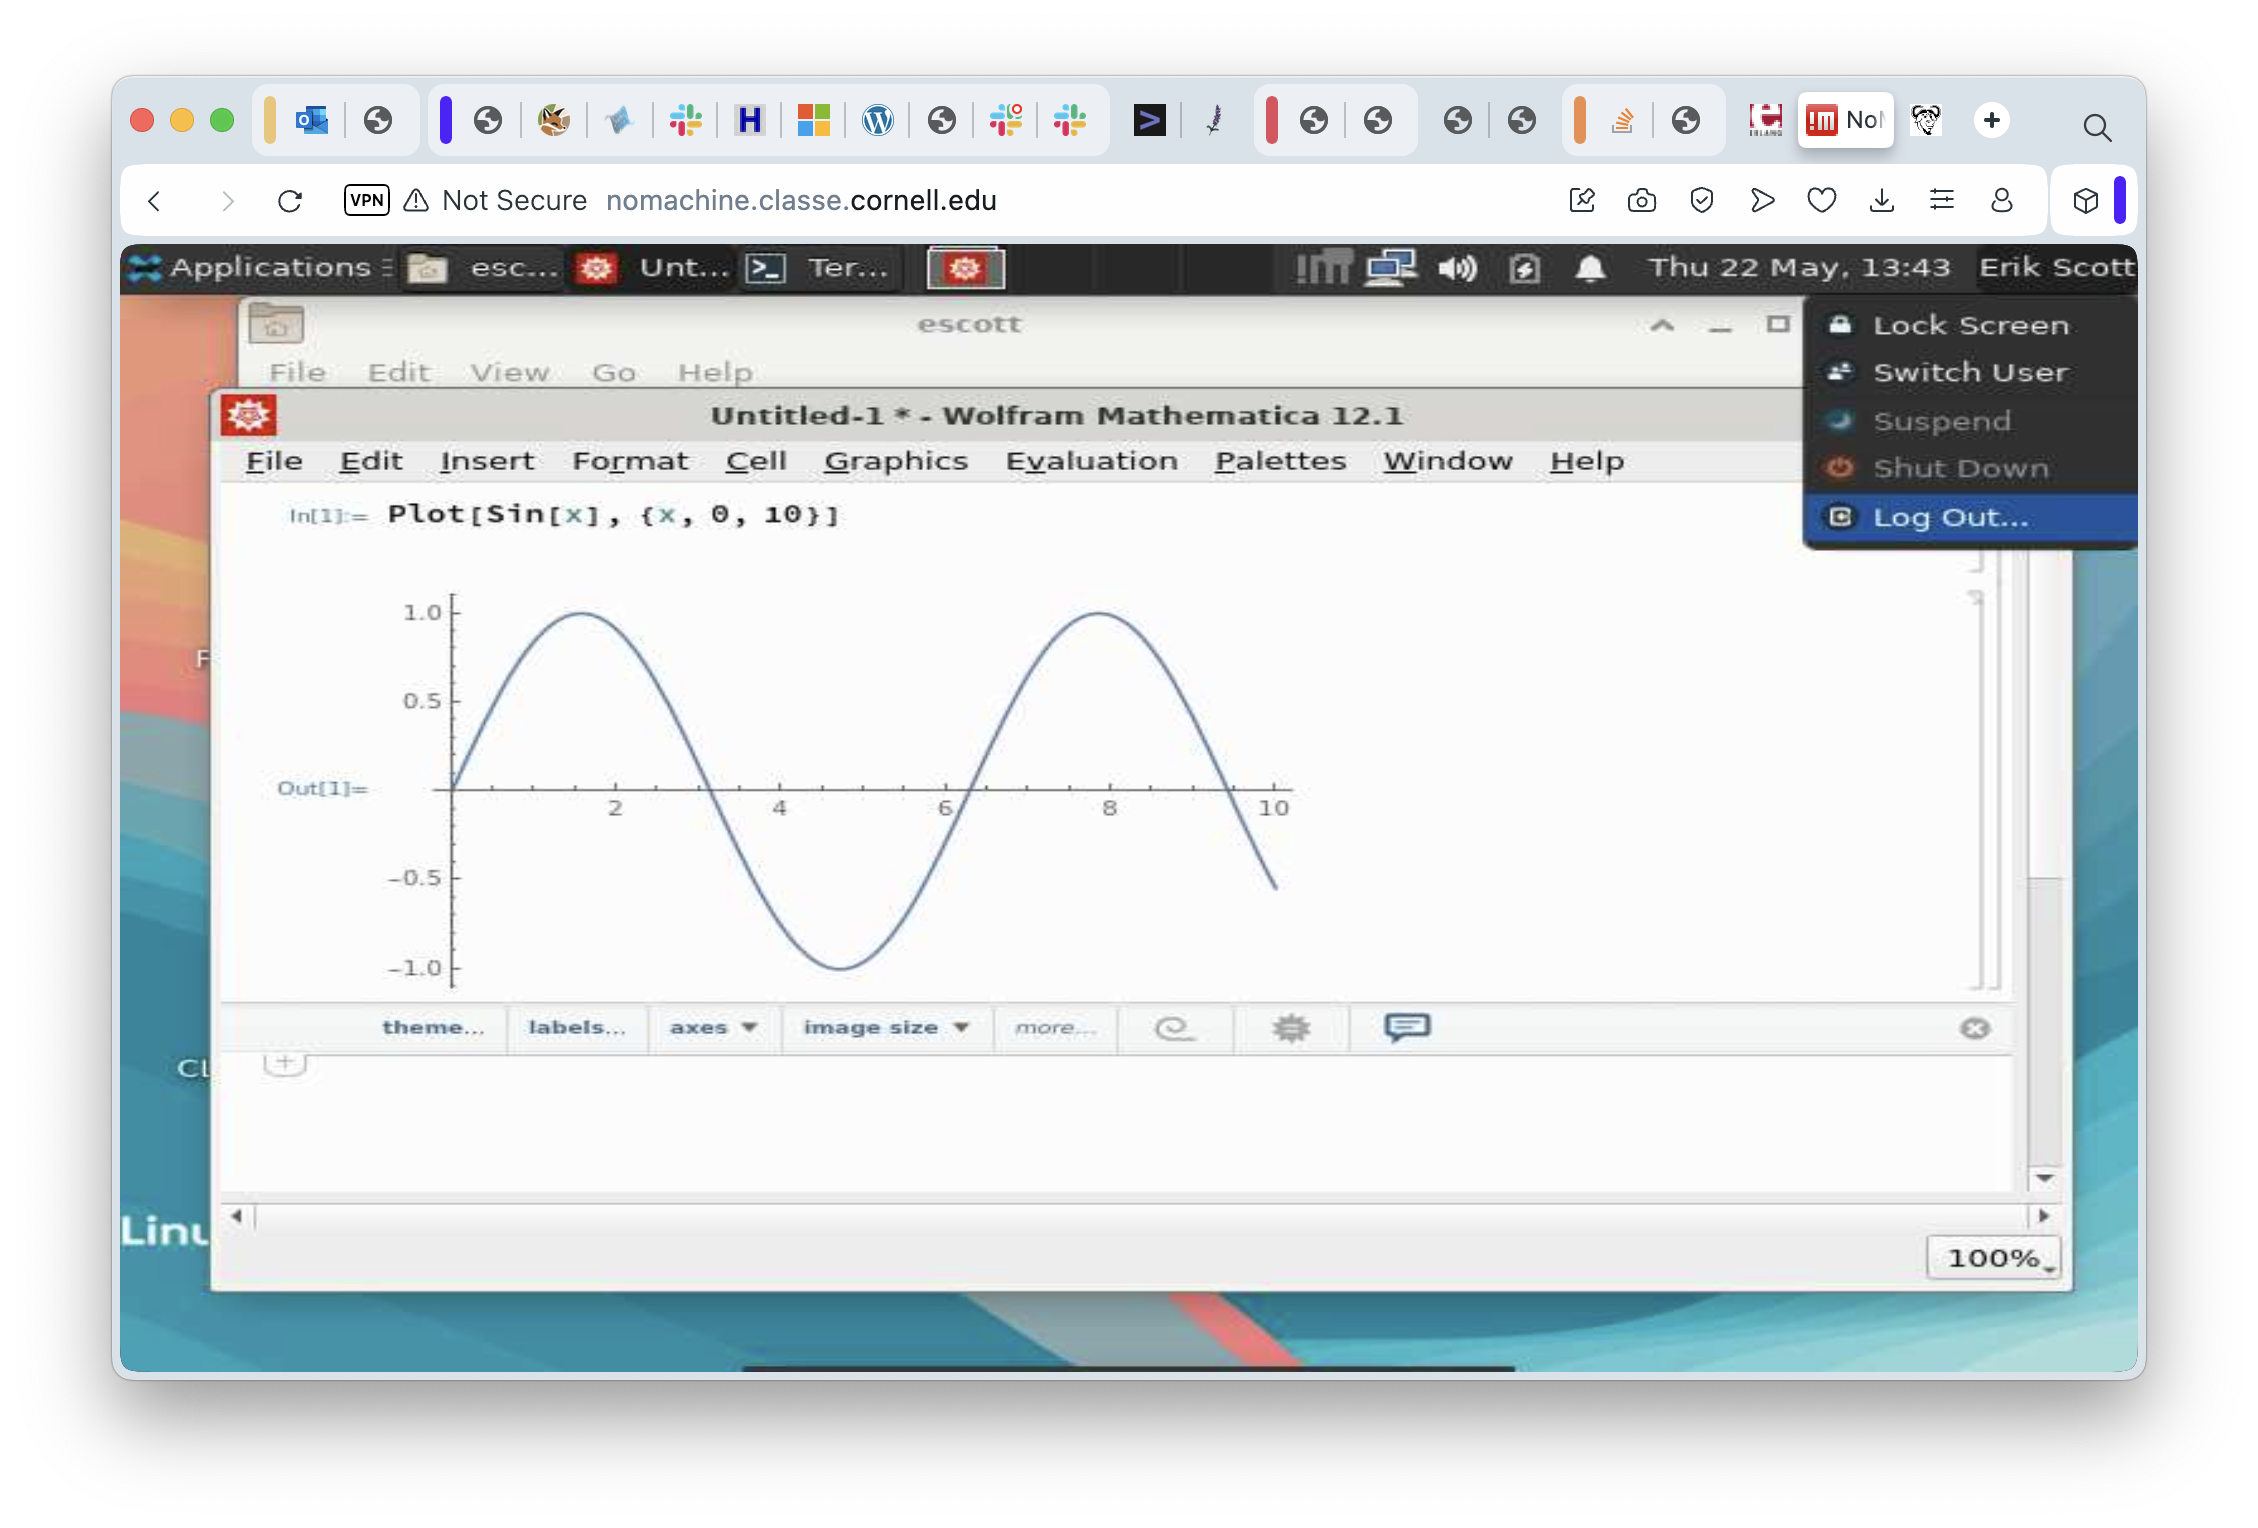 NoM
VPN Not Secure nomachine.classe.cornell.edu
Applications esc... Unt... Ter... !m Thu 22 May, 13:43 Erik Scott
escott
File Edit View Go Help
Lock Screen
Switch User
Suspend
Shut Down
Log Out...
Untitled-1 * - Wolfram Mathematica 12.1
File Edit Insert Format Cell Graphics Evaluation Palettes Window Help
In[1]:= Plot[Sin[x], {x, 0, 10}]
1.0
0.5
Out[1]=
2 4 6 8 10
-0.5
-1.0
theme... labels... axes image size more...
F
CL
Linu
100%